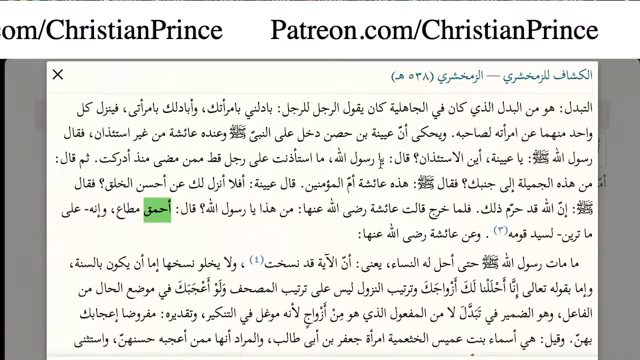 com/ChristianPrince Patreon.com/ChristianPrince
× الكشاف للزمخشري — الزمخشري (٥٣٨ هـ)
التبدل: هو من البدل الذي كان في الجاهلية كان يقول الرجل للرجل: بادلني بامرأتك، وأبادلك بامرأتى، فينزل كل
واحد منهما عن امرأته لصاحبه. ويحكى أنّ عيينة بن حصن دخل على النبيّ ﷺ وعنده عائشة من غير استئذان، فقال
رسول الله ﷺ: يا عيينة، أين الاستئذان؟ قال: يا رسول الله، ما استأذنت على رجل قط ممن مضى منذ أدركت. ثم قال:
من هذه الجميلة إلى جنبك؟ فقال ﷺ: هذه عائشة أمّ المؤمنين. قال عيينة: أفلا أنزل لك عن أحسن الخلق؟ فقال
ﷺ: إنّ الله قد حرّم ذلك. فلما خرج قالت عائشة رضى الله عنها: من هذا يا رسول الله؟ قال: أحمق مطاع، وإنه- على
ما ترين- لسيد قومه (٣) . وعن عائشة رضى الله عنها:
ما مات رسول الله ﷺ حتى أحل له النساء، يعنى: أنّ الآية قد نسخت (٤) ، ولا يخلو نسخها إما أن يكون بالسنة،
وإما بقوله تعالى إِنَّا أَحْلَلْنا لَكَ أَزْواجَكَ وترتيب النزول ليس على ترتيب المصحف وَلَوْ أَعْجَبَكَ في موضع الحال من
الفاعل، وهو الضمير في تَبَدَّلَ لا من المفعول الذي هو مِنْ أَزْواجٍ لأنه موغل في التنكير، وتقديره: مفروضا إعجابك
بهنّ. وقيل: هي أسماء بنت عميس الخثعمية امرأة جعفر بن أبى طالب، والمراد أنها ممن أعجبه حسنهنّ، واستثنى